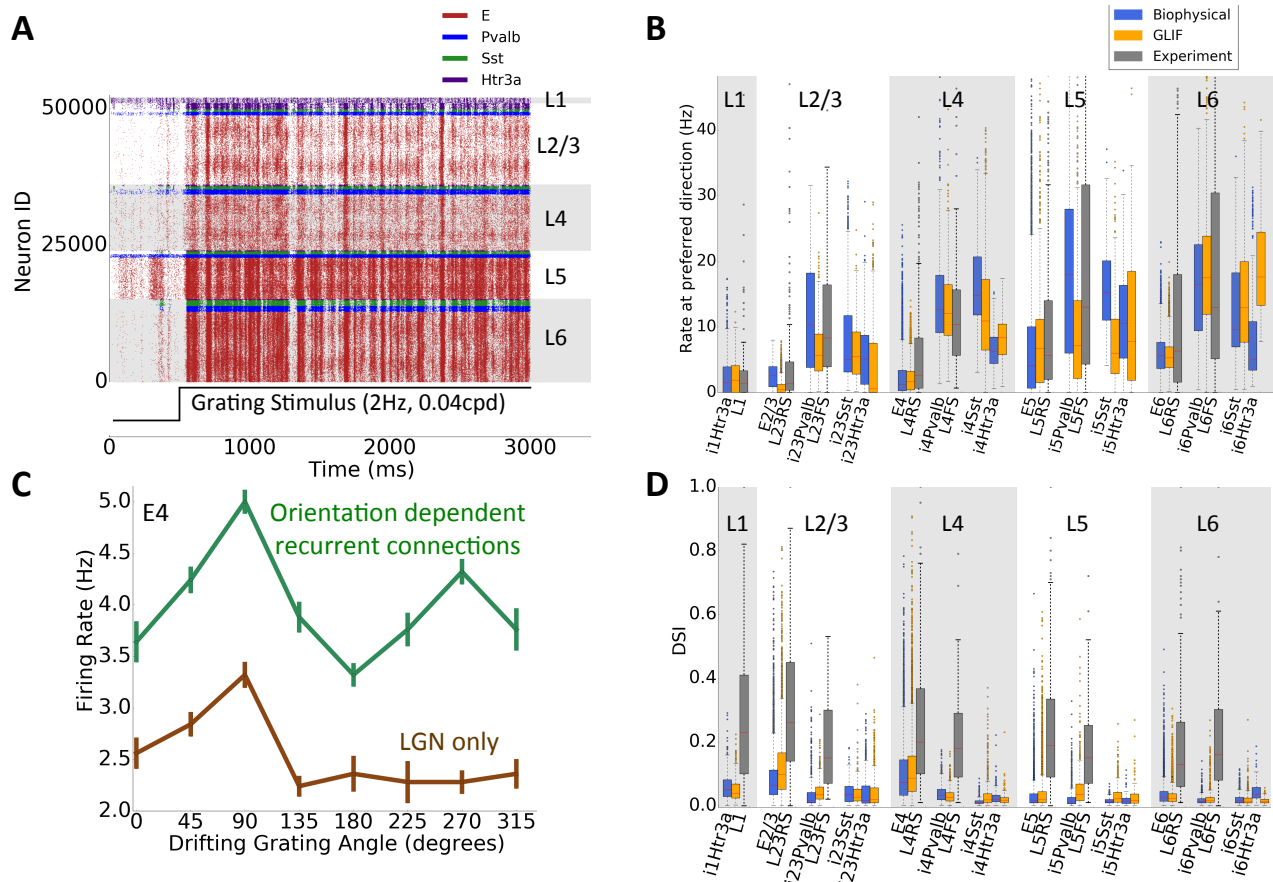 A
E
Pvalb
Sst
Htr3a
50000
25000
0
Neuron ID
L1
L2/3
L4
L5
L6
Grating Stimulus (2Hz, 0.04cpd)
0 1000 2000 3000
Time (ms)
B
Biophysical
GLIF
Experiment
L1 L2/3 L4 L5 L6
Rate at preferred direction (Hz)
40
30
20
10
0
i1Htr3a
L1
E2/3
L23RS
i23Pvalb
L23FS
i23Sst
i23Htr3a
E4
L4RS
i4Pvalb
L4FS
i4Sst
i4Htr3a
E5
L5RS
i5Pvalb
L5FS
i5Sst
i5Htr3a
E6
L6RS
i6Pvalb
L6FS
i6Sst
i6Htr3a
C
E4
Orientation dependent
recurrent connections
LGN only
Firing Rate (Hz)
5.0
4.5
4.0
3.5
3.0
2.5
2.0
0 45 90 135 180 225 270 315
Drifting Grating Angle (degrees)
D
L1 L2/3 L4 L5 L6
DSI
1.0
0.8
0.6
0.4
0.2
0.0
i1Htr3a
L1
E2/3
L23RS
i23Pvalb
L23FS
i23Sst
i23Htr3a
E4
L4RS
i4Pvalb
L4FS
i4Sst
i4Htr3a
E5
L5RS
i5Pvalb
L5FS
i5Sst
i5Htr3a
E6
L6RS
i6Pvalb
L6FS
i6Sst
i6Htr3a